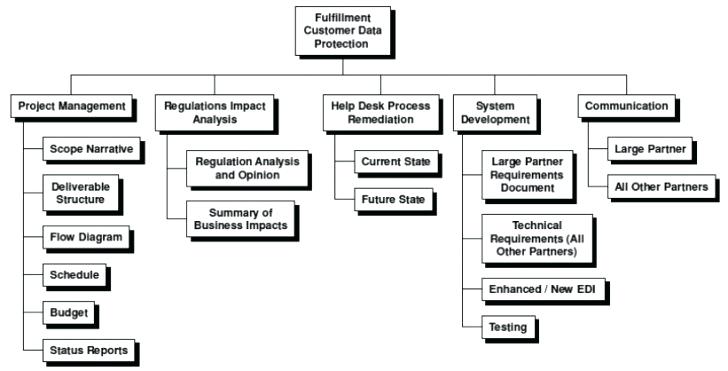 Fulfillment
Customer Data
Protection
Project Management
Scope Narrative
Deliverable
Structure
Flow Diagram
Schedule
Budget
Status Reports
Regulations Impact
Analysis
Regulation Analysis
and Opinion
Summary of
Business Impacts
Help Desk Process
Remediation
Current State
Future State
System
Development
Large Partner
Requirements
Document
Technical
Requirements (All
Other Partners)
Enhanced / New EDI
Testing
Communication
Large Partner
All Other Partners